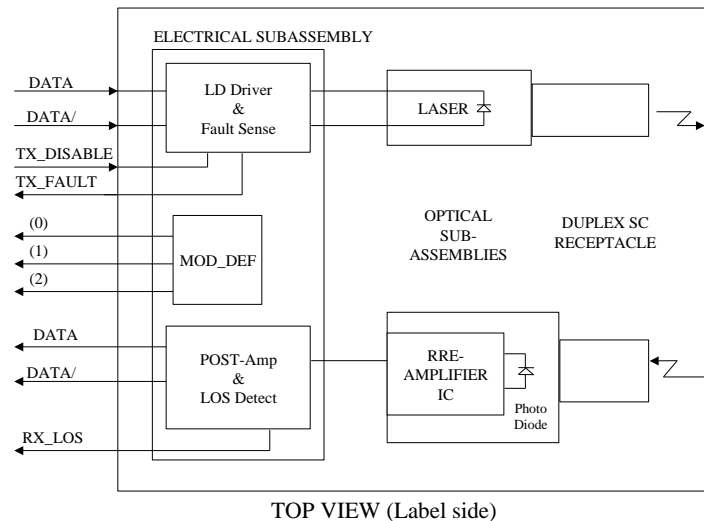 ELECTRICAL SUBASSEMBLY
DATA
LD Driver
&
Fault Sense
LASER
DATA/
TX_DISABLE
TX_FAULT
(0)
(1)
(2)
MOD_DEF
OPTICAL
SUB-
ASSEMBLIES
DUPLEX SC
RECEPTACLE
DATA
DATA/
POST-Amp
&
LOS Detect
RRE-
AMPLIFIER
IC
Photo
Diode
RX_LOS
TOP VIEW (Label side)